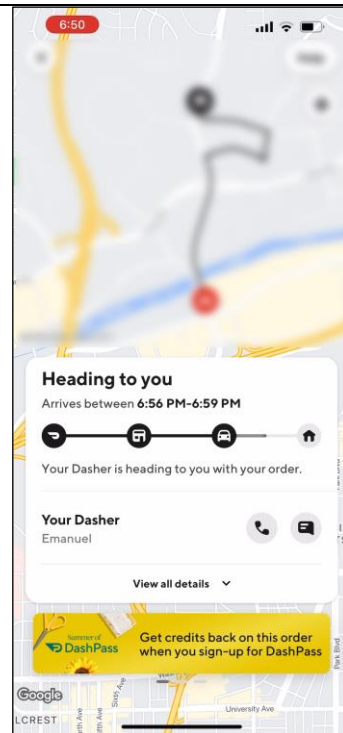 6:50
Heading to you
Arrives between 6:56 PM-6:59 PM
Your Dasher is heading to you with your order.
Your Dasher
Emanuel
View all details
Summer of
DashPass
Get credits back on this order
when you sign-up for DashPass
Park Blvd
Google
Sixth Ave
University Ave
LCREST